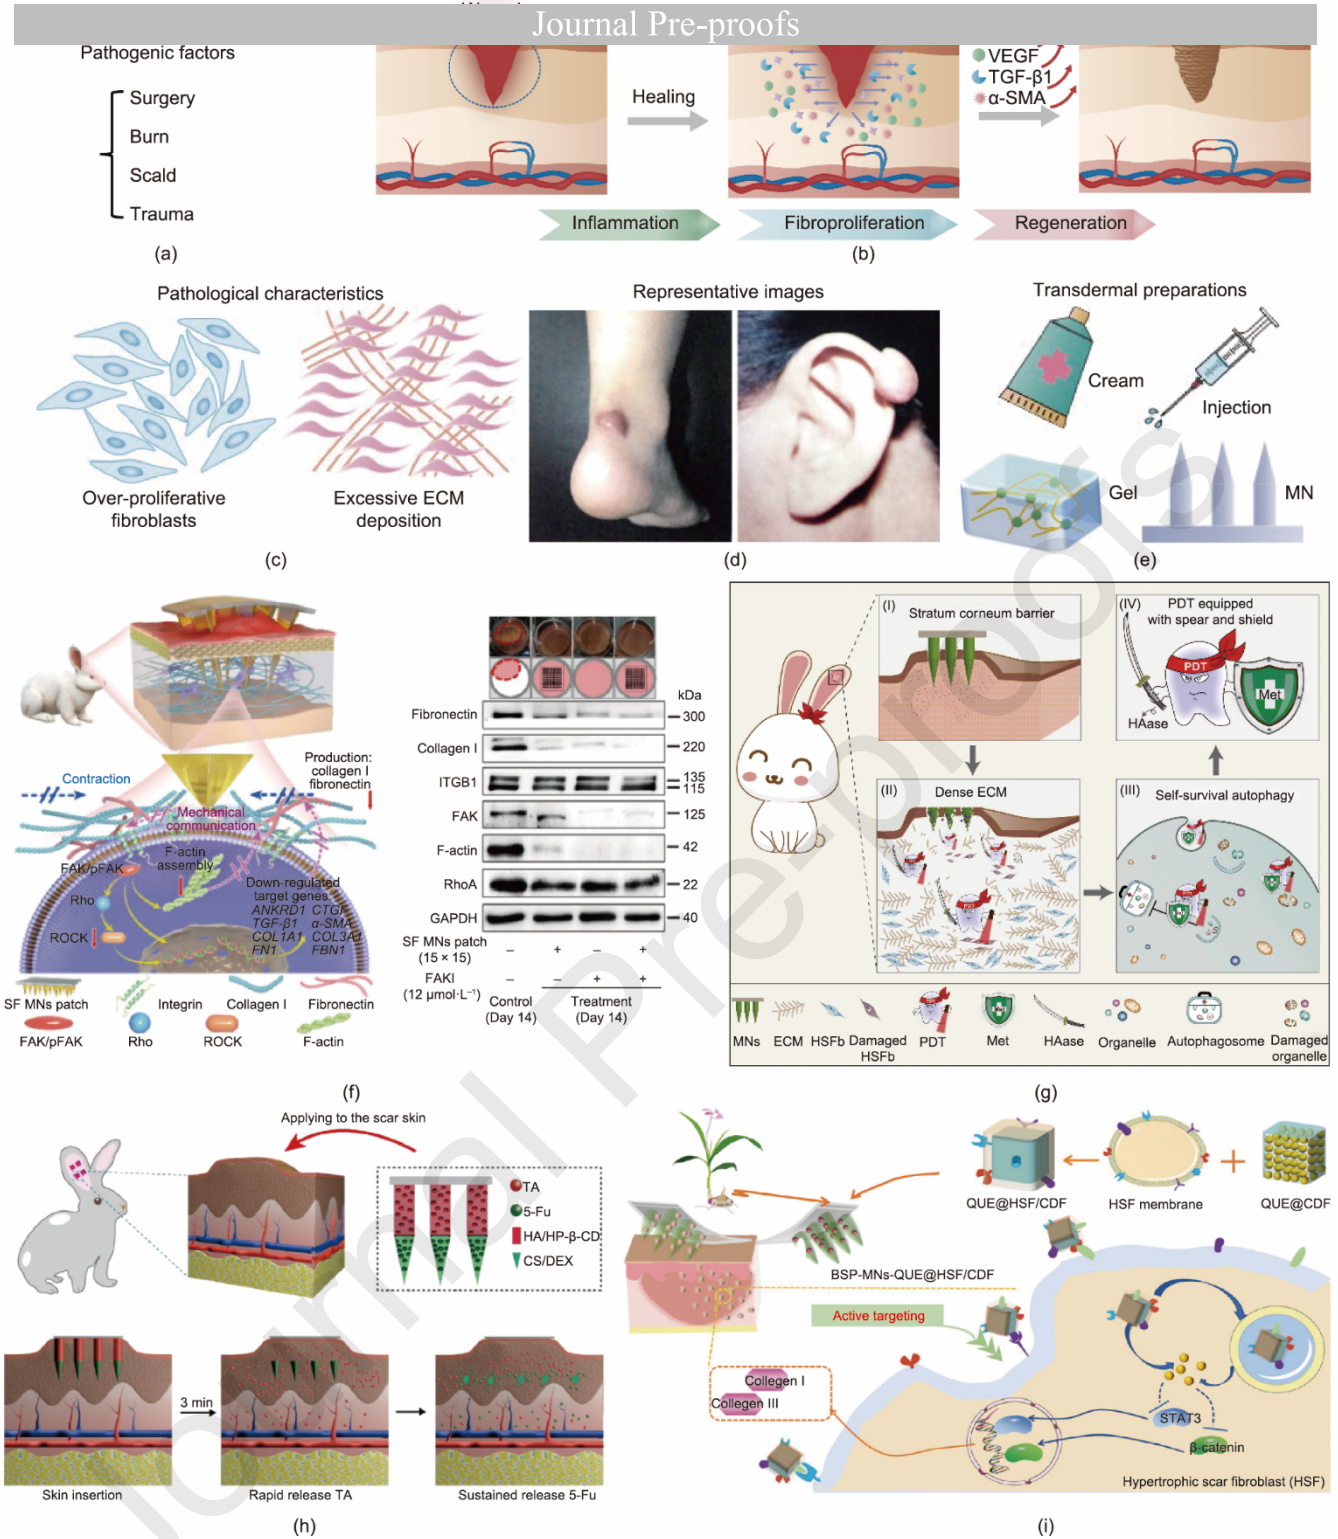 Journal Pre-proofs
Pathogenic factors
Surgery
Burn
Scald
Trauma
(a)
Healing
VEGF
TGF-β1
α-SMA
Inflammation
Fibroproliferation
Regeneration
(b)
Pathological characteristics
Over-proliferative
fibroblasts
Excessive ECM
deposition
(c)
Representative images
(d)
Transdermal preparations
Cream
Injection
Gel
MN
(e)
Contraction
Production:
collagen I
fibronectin
Mechanical
communication
F-actin
assembly
FAK/pFAK
Rho
ROCK
Down-regulated
target genes:
ANKRD1 CTGF
TGF-β1 α-SMA
COL1A1 COL3A1
FN1 FBN1
SF MNs patch
Integrin
Collagen I
Fibronectin
FAK/pFAK
Rho
ROCK
F-actin
kDa
Fibronectin
300
Collagen I
220
ITGB1
135
115
FAK
125
F-actin
42
RhoA
22
GAPDH
40
SF MNs patch
(15 × 15)
– + – +
FAKI
(12 μmol·L⁻¹)
– – + +
Control
(Day 14)
Treatment
(Day 14)
(f)
(I)
Stratum corneum barrier
(IV)
PDT equipped
with spear and shield
PDT
Met
HAase
(II)
Dense ECM
(III)
Self-survival autophagy
MNs
ECM
HSFb
Damaged
HSFb
PDT
Met
HAase
Organelle
Autophagosome
Damaged
organelle
(g)
Applying to the scar skin
TA
5-Fu
HA/HP-β-CD
CS/DEX
3 min
Skin insertion
Rapid release TA
Sustained release 5-Fu
(h)
QUE@HSF/CDF
HSF membrane
QUE@CDF
BSP-MNs-QUE@HSF/CDF
Active targeting
Collagen I
Collagen III
STAT3
β-catenin
Hypertrophic scar fibroblast (HSF)
(i)
Journal Pre-proofs